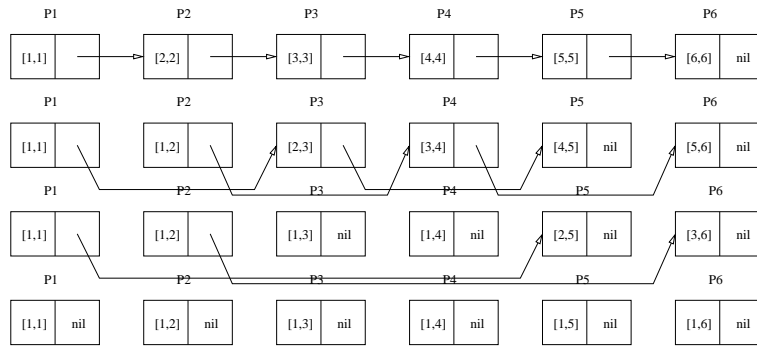 P1 P2 P3 P4 P5 P6
[1,1] [2,2] [3,3] [4,4] [5,5] [6,6] nil
P1 P2 P3 P4 P5 P6
[1,1] [1,2] [2,3] [3,4] [4,5] nil [5,6] nil
P1 P2 P3 P4 P5 P6
[1,1] [1,2] [1,3] nil [1,4] nil [2,5] nil [3,6] nil
P1 P2 P3 P4 P5 P6
[1,1] nil [1,2] nil [1,3] nil [1,4] nil [1,5] nil [1,6] nil